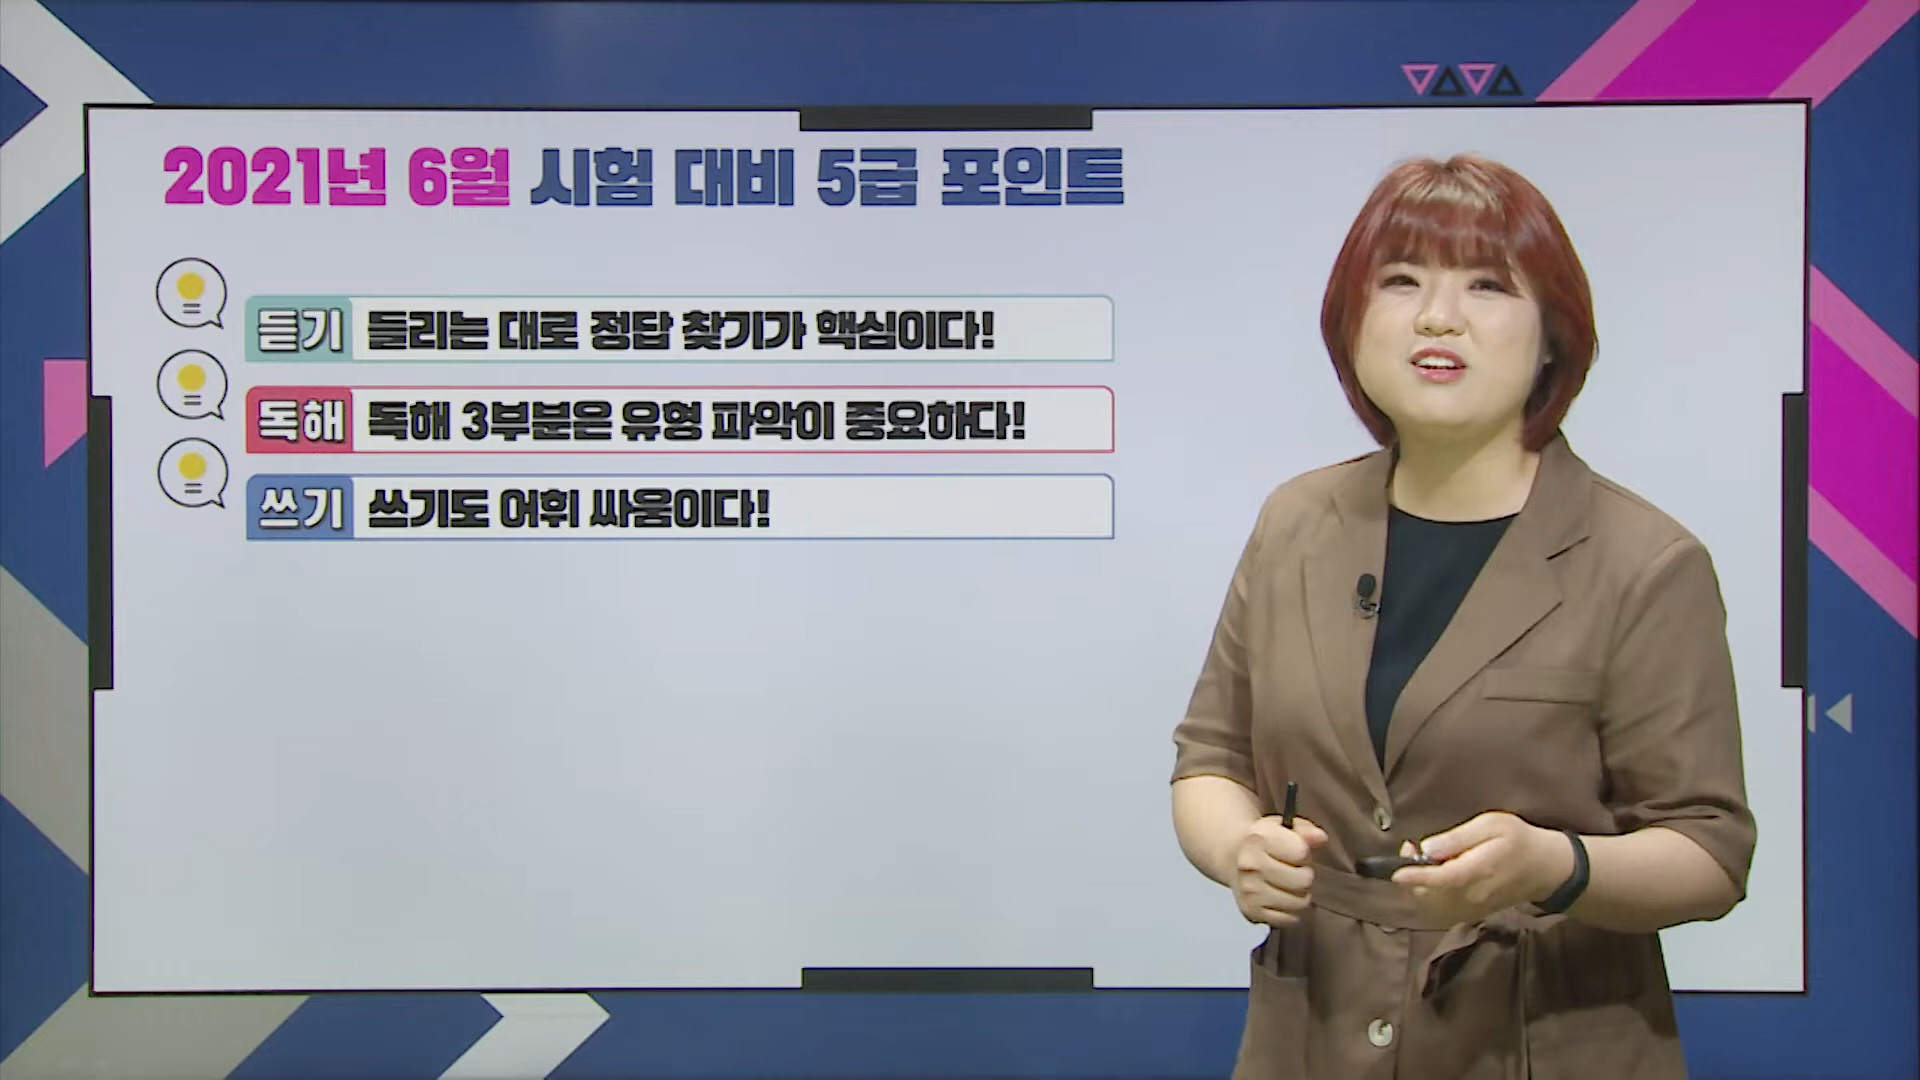 2021년 6월 시험 대비 5급 포인트
듣기 들리는 대로 정답 찾기가 핵심이다!
독해 독해 3부분은 유형 파악이 중요하다!
쓰기 쓰기도 어휘 싸움이다!